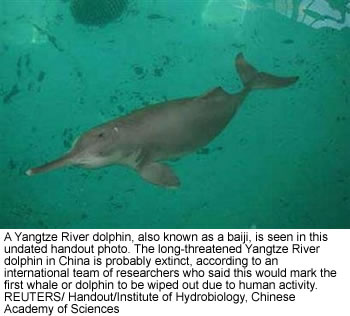 A Yangtze River dolphin, also known as a baiji, is seen in this
undated handout photo. The long-threatened Yangtze River
dolphin in China is probably extinct, according to an
international team of researchers who said this would mark the
first whale or dolphin to be wiped out due to human activity.
REUTERS/ Handout/Institute of Hydrobiology, Chinese
Academy of Sciences